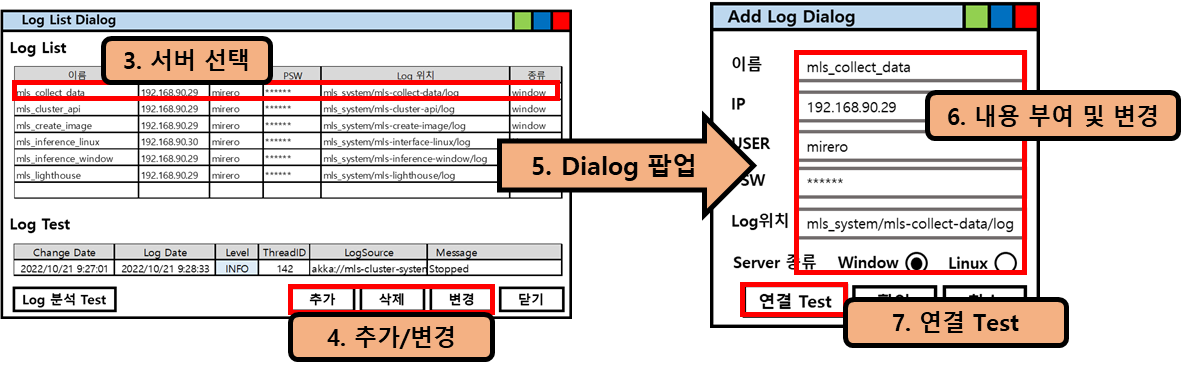 Log List Dialog
Log List
3. 서버 선택
이름 PSW Log 위치 종류
mls_collect_data 192.168.90.29 mirero ****** mls_system/mls-collect-data/log window
mls_cluster_api 192.168.90.29 mirero ****** mls_system/mls-cluster-api/log window
mls_create_image 192.168.90.29 mirero ****** mls_system/mls-create-image/log window
mls_inference_linux 192.168.90.30 mirero ****** mls_system/mls-interface-linux/log
mls_inference_window 192.168.90.29 mirero ****** mls_system/mls-inference-window/log
mls_lighthouse 192.168.90.29 mirero ****** mls_system/mls-lighthouse/log
Log Test
Change Date Log Date Level ThreadID LogSource Message
2022/10/21 9:27:01 2022/10/21 9:28:33 INFO 142 akka://mls-cluster-system Stopped
Log 분석 Test 추가 삭제 변경 닫기
4. 추가/변경
5. Dialog 팝업
Add Log Dialog
이름 mls_collect_data
IP 192.168.90.29
6. 내용 부여 및 변경
USER mirero
SW ******
Log위치 mls_system/mls-collect-data/log
Server 종류 Window Linux
연결 Test
7. 연결 Test